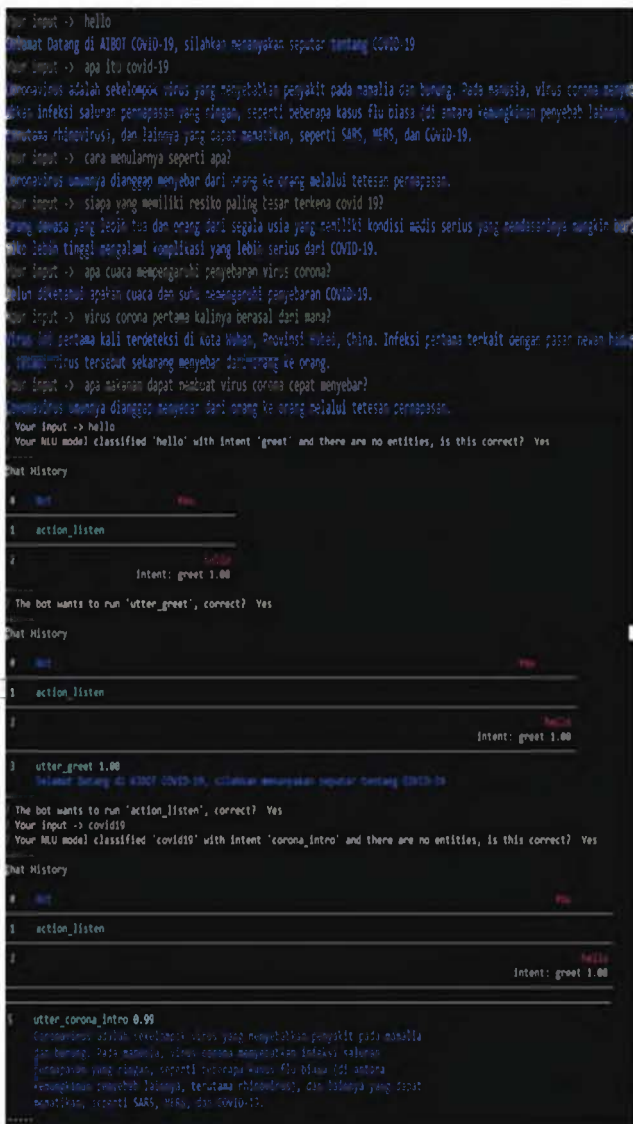 Your input -> hello
Selamat Datang di AIBOT COVID-19, silahkan menanyakan seputar tentang COVID-19
Your input -> apa itu covid-19
Coronavirus adalah sekelompok virus yang menyebabkan penyakit pada mamalia dan burung. Pada manusia, virus corona menye
bkan infeksi saluran pernapasan yang ringan, seperti beberapa kasus flu biasa (di antara kemungkinan penyebab lainnya,
terutama rhinovirus), dan lainnya yang dapat mematikan, seperti SARS, MERS, dan COVID-19.
Your input -> cara menularnya seperti apa?
Coronavirus umumnya dianggap menyebar dari orang ke orang melalui tetesan pernapasan.
Your input -> siapa yang memiliki resiko paling besar terkena covid 19?
Orang dewasa yang lebih tua dan orang dari segala usia yang memiliki kondisi medis serius yang mendasarinya mungkin
lebih tinggi mengalami komplikasi yang lebih serius dari COVID-19.
Your input -> apa cuaca mempengaruhi penyebaran virus corona?
Belum diketahui apakah cuaca dan suhu memengaruhi penyebaran COVID-19.
Your input -> virus corona pertama kalinya berasal dari mana?
Virus ini pertama kali terdeteksi di Kota Wuhan, Provinsi Hubei, China. Infeksi pertama terkait dengan pasar hewan
virus tersebut sekarang menyebar dari orang ke orang.
Your input -> apa makanan dapat membuat virus corona cepat menyebar?
Coronavirus umumnya dianggap menyebar dari orang ke orang melalui tetesan pernapasan.
Your input -> hello
Your NLU model classified 'hello' with intent 'greet' and there are no entities, is this correct? Yes
------
Chat History
# Bot You
1 action_listen
2 hello
intent: greet 1.00
------
The bot wants to run 'utter_greet', correct? Yes
------
Chat History
# Bot You
1 action_listen
2 hello
intent: greet 1.00
3 utter_greet 1.00
Selamat Datang di AIBOT COVID-19, silahkan menanyakan seputar tentang COVID-19
------
The bot wants to run 'action_listen', correct? Yes
Your input -> covid19
Your NLU model classified 'covid19' with intent 'corona_intro' and there are no entities, is this correct? Yes
------
Chat History
# Bot You
1 action_listen
2 hello
intent: greet 1.00
5 utter_corona_intro 0.99
Coronavirus adalah sekelompok virus yang menyebabkan penyakit pada mamalia
dan burung. Pada manusia, virus corona menyebabkan infeksi saluran
pernapasan yang ringan, seperti beberapa kasus flu biasa (di antara
kemungkinan penyebab lainnya, terutama rhinovirus), dan lainnya yang dapat
mematikan, seperti SARS, MERS, dan COVID-19.
------